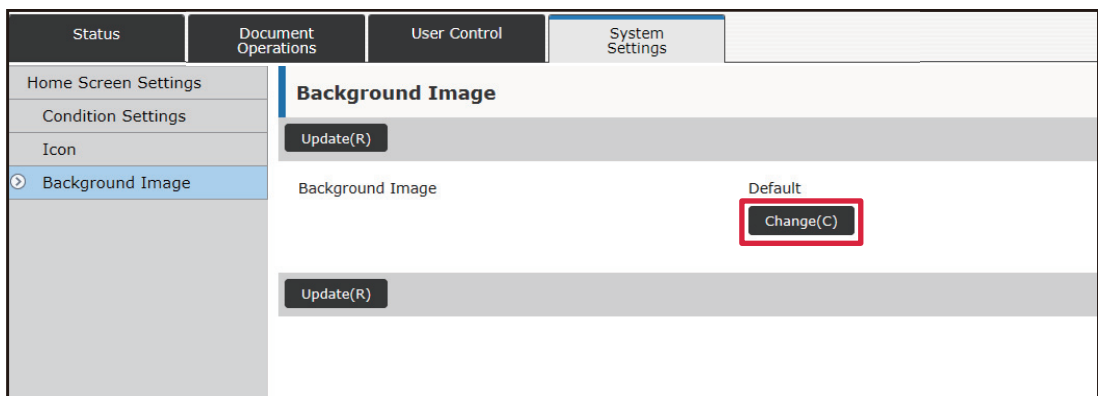 Status
Document
Operations
User Control
System
Settings
Home Screen Settings
Condition Settings
Icon
Background Image
Background Image
Update(R)
Background Image
Default
Change(C)
Update(R)